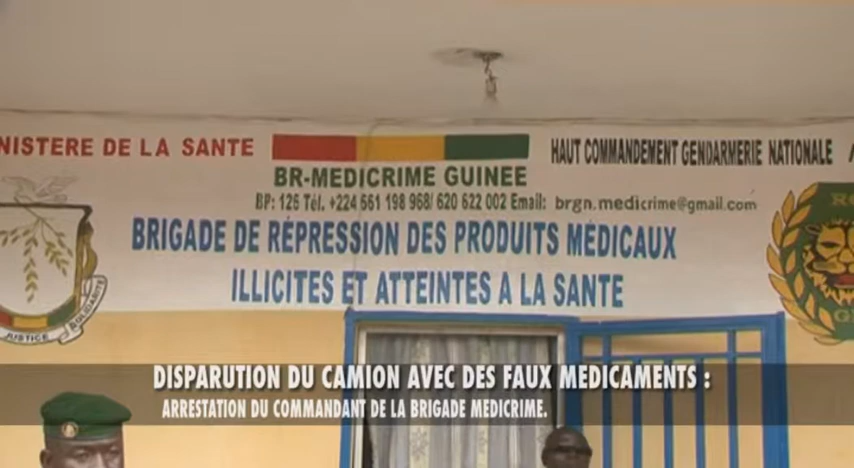 NISTERE DE LA SANTE
HAUT COMMANDEMENT GENDARMERIE NATIONALE
BR-MEDICRIME GUINEE
BP: 126 Tél. +224 661 198 968/ 620 622 002 Email: brgn.medicrime@gmail.com
BRIGADE DE RÉPRESSION DES PRODUITS MÉDICAUX
ILLICITES ET ATTEINTES A LA SANTE
JUSTICE
DISPARUTION DU CAMION AVEC DES FAUX MEDICAMENTS :
ARRESTATION DU COMMANDANT DE LA BRIGADE MEDICRIME.